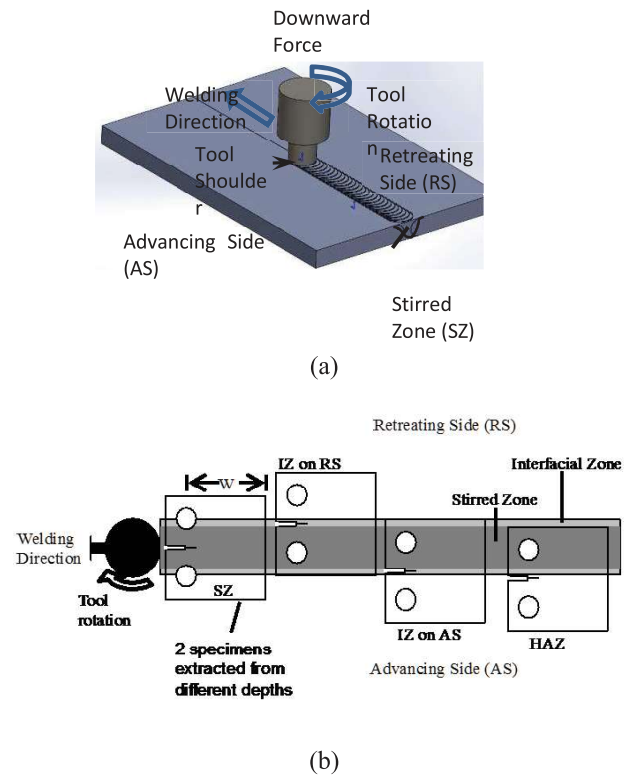 Downward
Force
Welding
Direction
Tool
Rotatio
n
Tool
Shoulde
r
Retreating
Side (RS)
Advancing Side
(AS)
Stirred
Zone (SZ)
(a)
Retreating Side (RS)
IZ on RS
Interfacial Zone
W
Stirred Zone
Welding
Direction
Tool
rotation
SZ
2 specimens
extracted from
different depths
IZ on AS
HAZ
Advancing Side (AS)
(b)